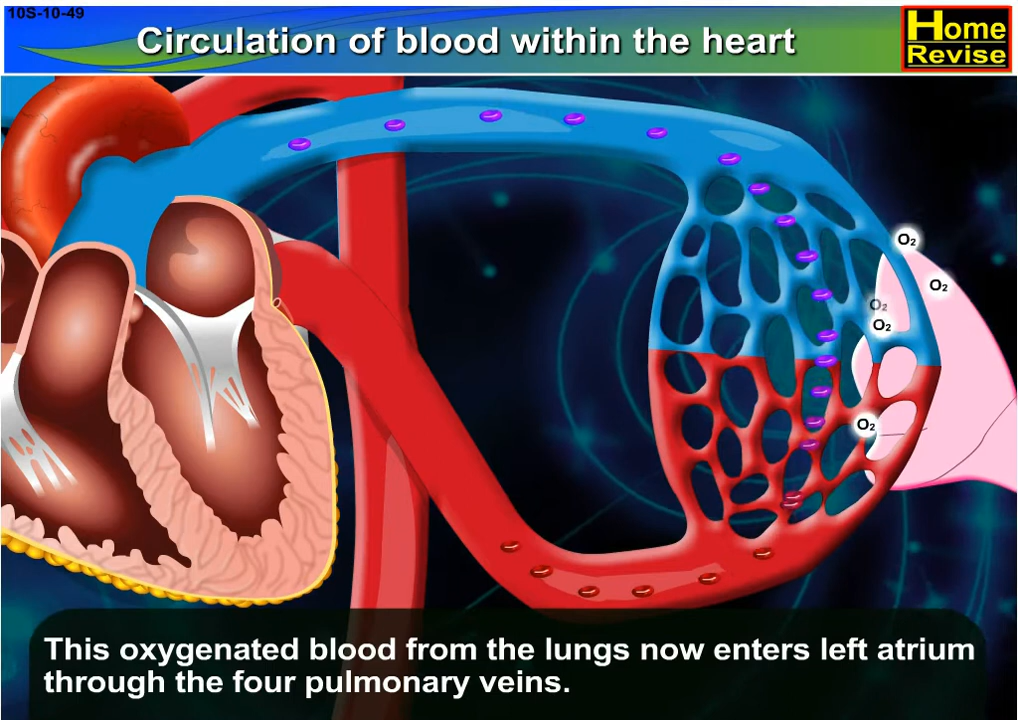 10S-10-49
Circulation of blood within the heart
Home
Revise
O₂
O₂
O₂
O₂
O₂
This oxygenated blood from the lungs now enters left atrium
through the four pulmonary veins.